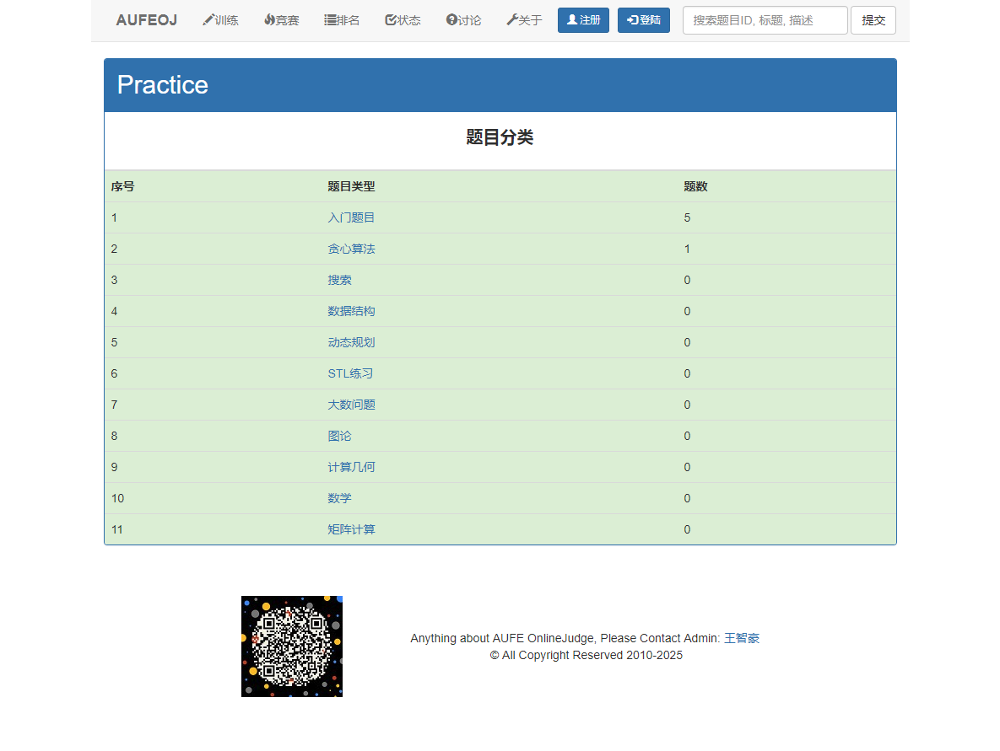 AUFEOJ 训练 竞赛 排名 状态 讨论 关于 注册 登陆 搜索题目ID, 标题, 描述 提交
Practice
题目分类
序号 题目类型 题数
1 入门题目 5
2 贪心算法 1
3 搜索 0
4 数据结构 0
5 动态规划 0
6 STL练习 0
7 大数问题 0
8 图论 0
9 计算几何 0
10 数学 0
11 矩阵计算 0
Anything about AUFE OnlineJudge, Please Contact Admin: 王智豪
© All Copyright Reserved 2010-2025